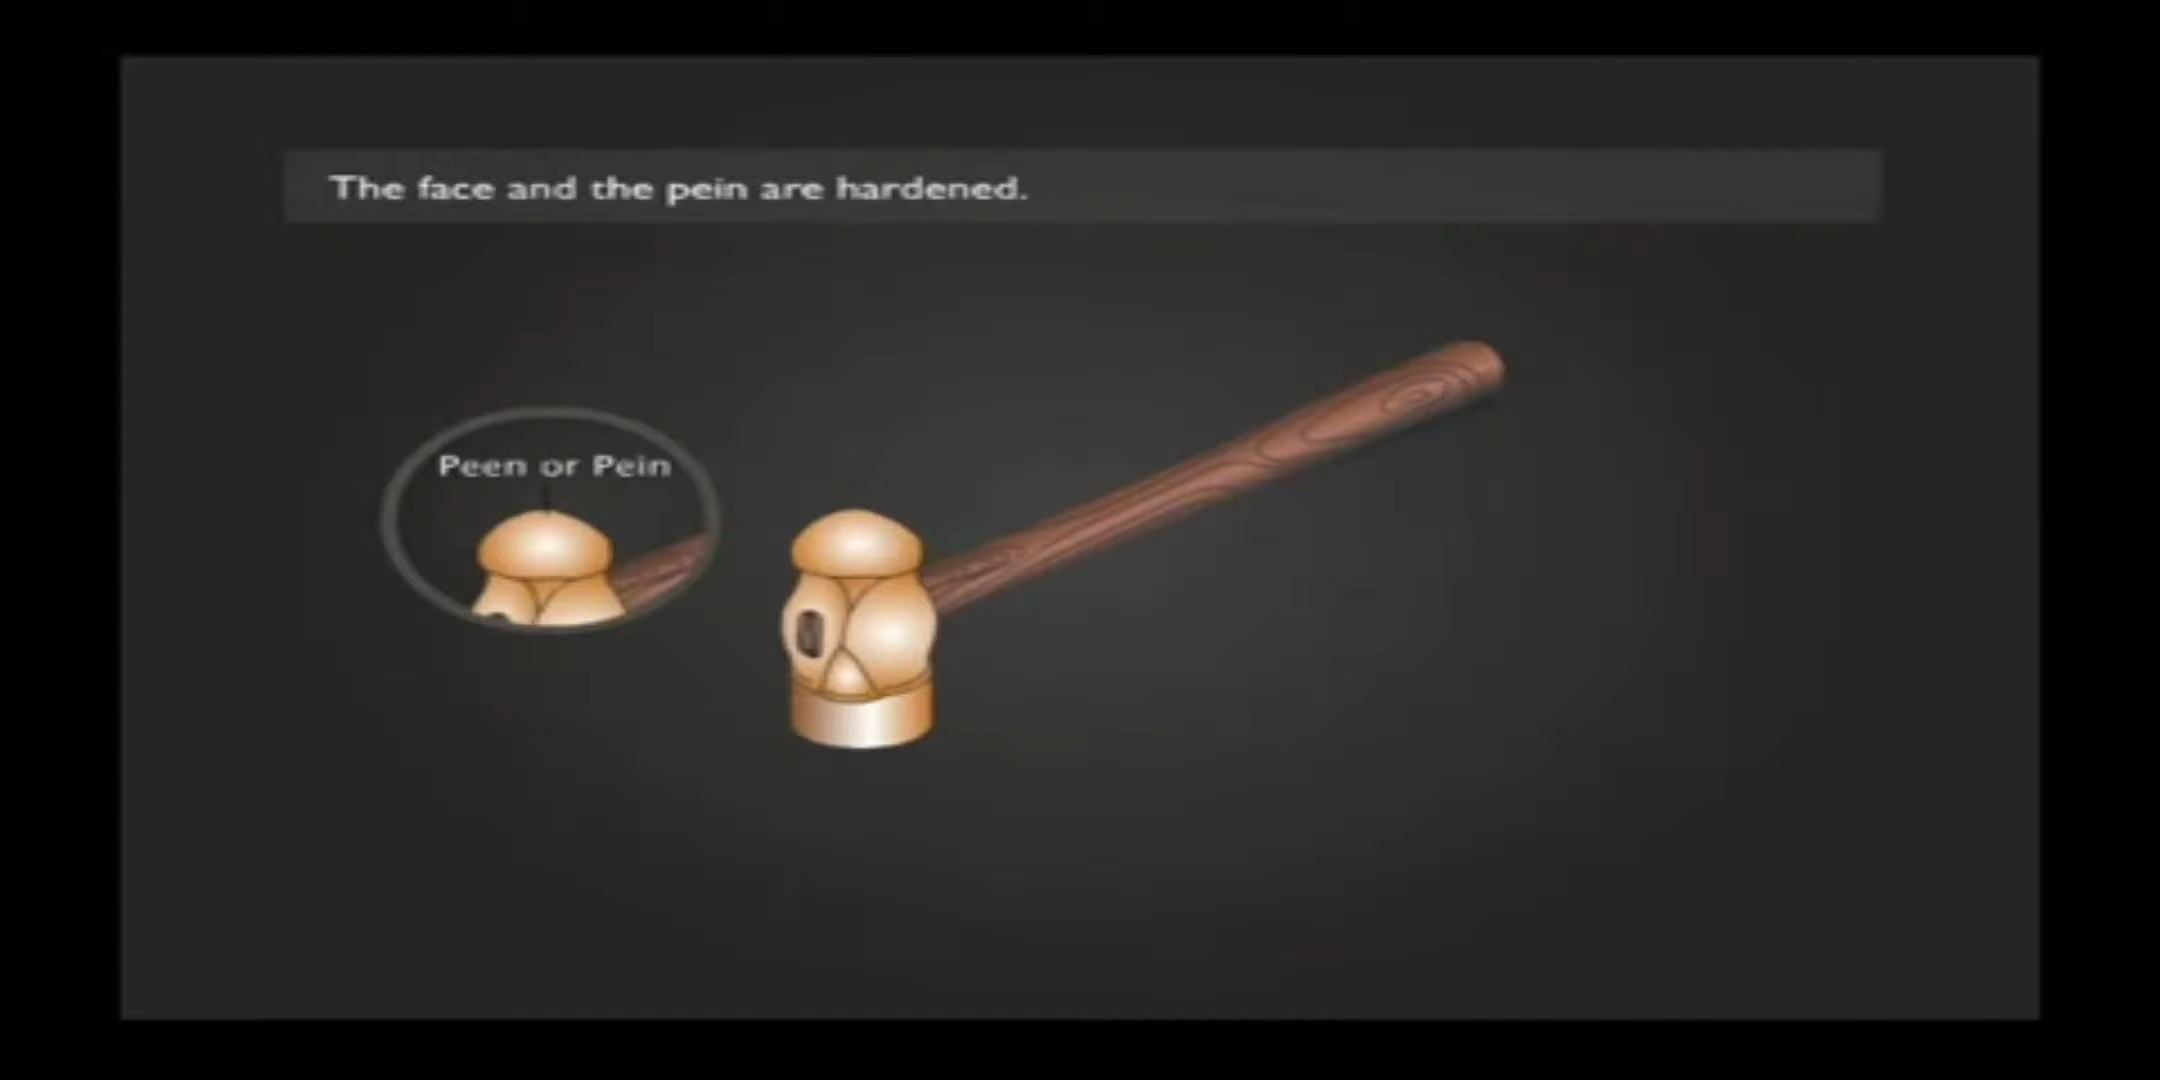 The face and the pein are hardened.
Peen or Pein